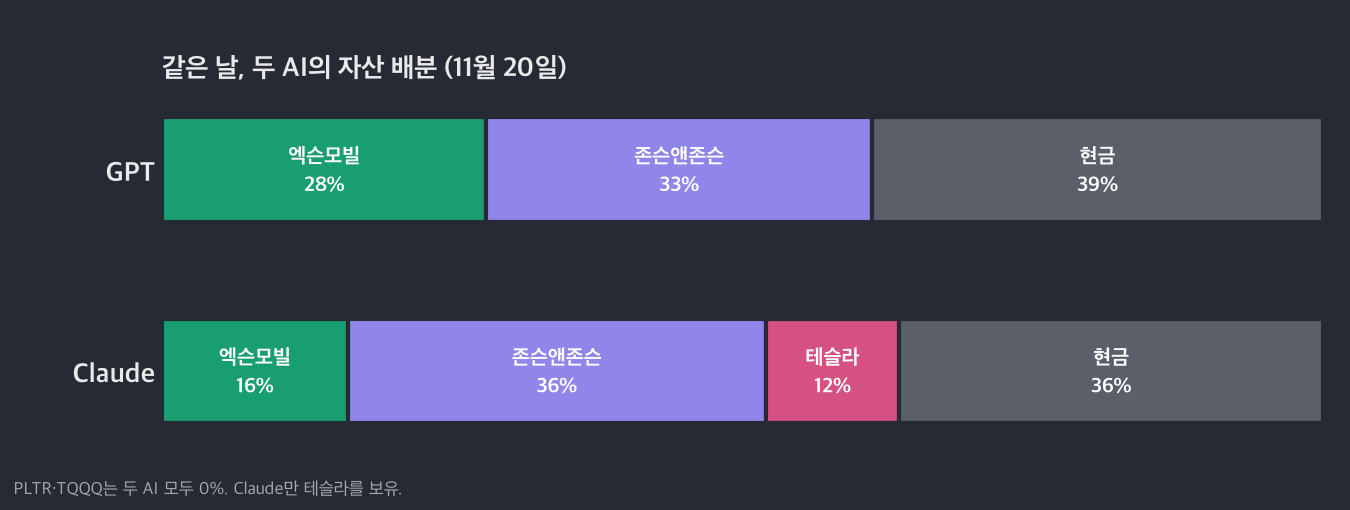 같은 날, 두 AI의 자산 배분 (11월 20일)
GPT
엑슨모빌
28%
존슨앤존슨
33%
현금
39%
Claude
엑슨모빌
16%
존슨앤존슨
36%
테슬라
12%
현금
36%
PLTR·TQQQ는 두 AI 모두 0%. Claude만 테슬라를 보유.